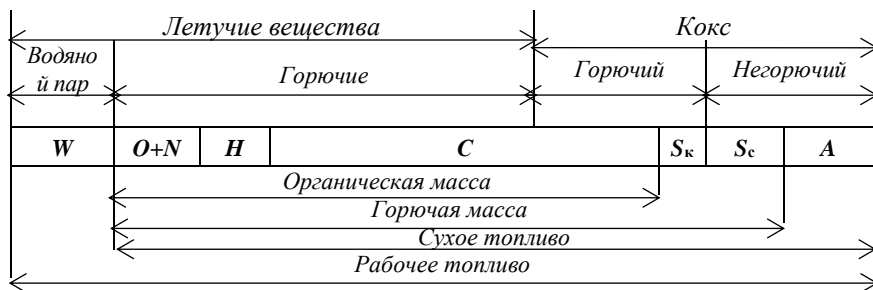 Летучие вещества Кокс
Водяно
й пар Горючие Горючий Негорючий
W O+N H C Sк Sс A
Органическая масса
Горючая масса
Сухое топливо
Рабочее топливо